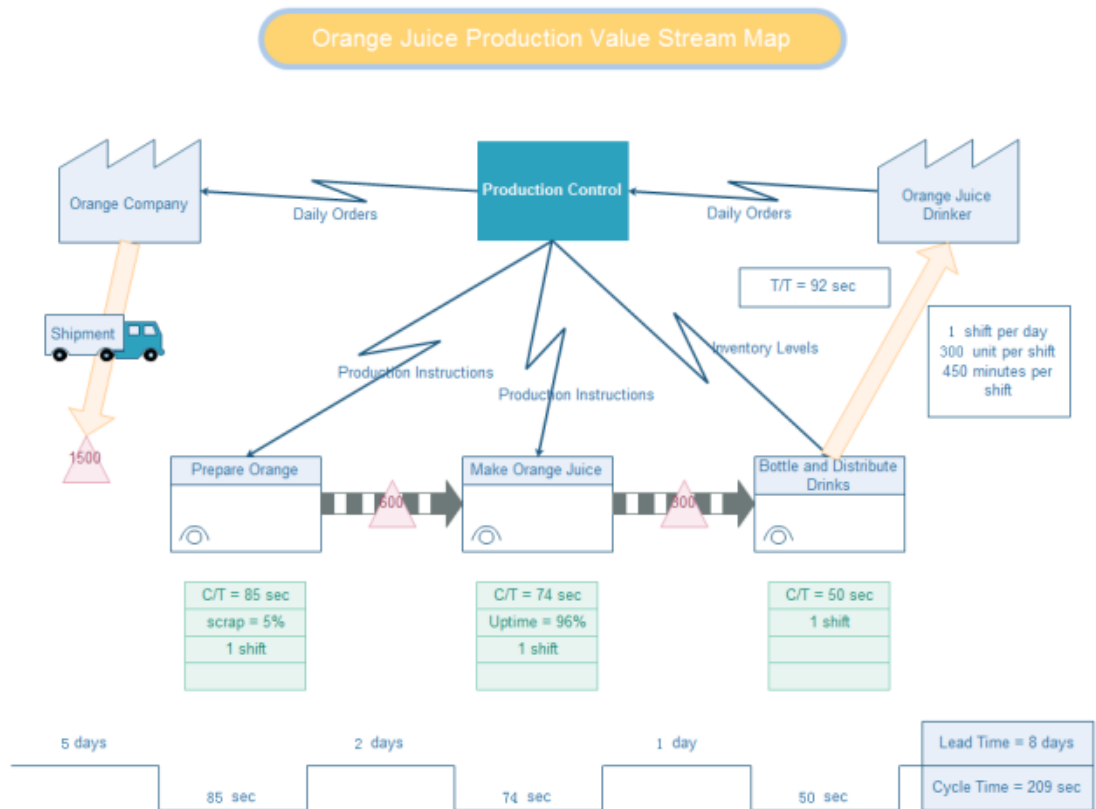 Orange Juice Production Value Stream Map
Orange Company
Daily Orders
Production Control
Daily Orders
Orange Juice
Drinker
T/T = 92 sec
1 shift per day
300 unit per shift
450 minutes per
shift
Shipment
Production Instructions
Production Instructions
Inventory Levels
1500
Prepare Orange
600
Make Orange Juice
300
Bottle and Distribute
Drinks
C/T = 85 sec
scrap = 5%
1 shift
C/T = 74 sec
Uptime = 96%
1 shift
C/T = 50 sec
1 shift
5 days
2 days
1 day
Lead Time = 8 days
85 sec
74 sec
50 sec
Cycle Time = 209 sec